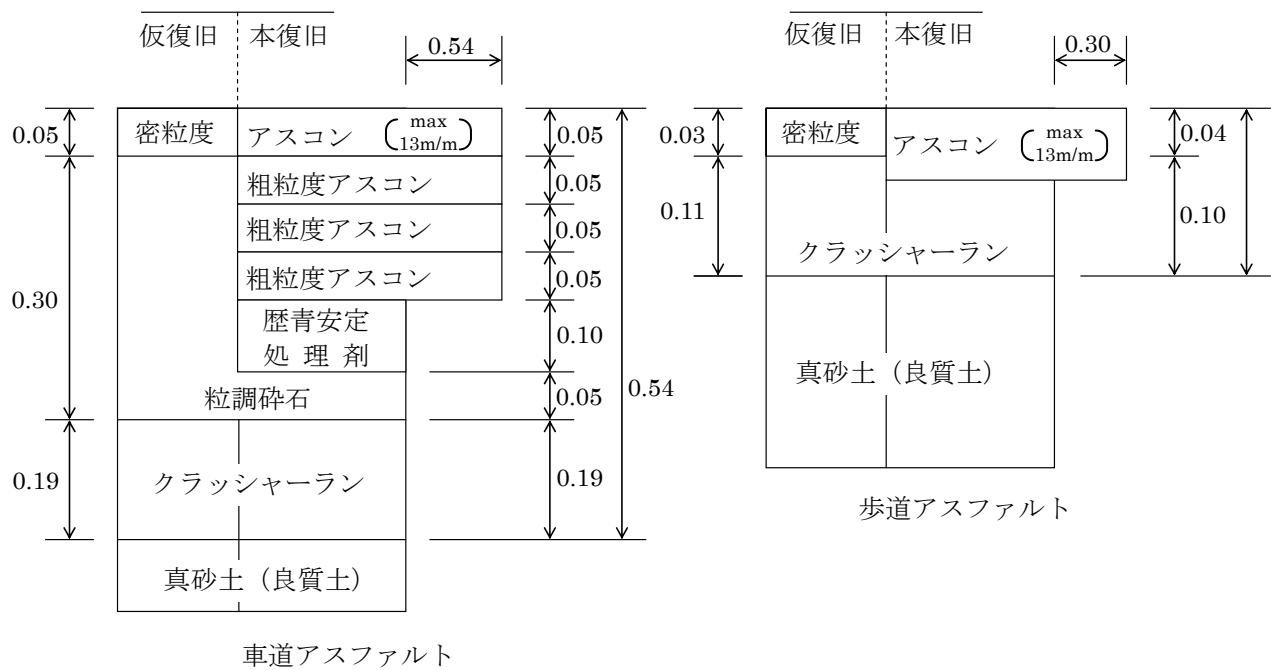 仮復旧 本復旧
0.54
0.05
密粒度 アスコン (max 13m/m)
0.05
粗粒度アスコン
0.05
粗粒度アスコン
0.05
粗粒度アスコン
0.05
0.30
歴青安定
処理剤
0.10
粒調砕石
0.05
0.54
0.19
クラッシャーラン
0.19
真砂土（良質土）
車道アスファルト
仮復旧 本復旧
0.30
0.03
密粒度 アスコン (max 13m/m)
0.04
0.11
クラッシャーラン
0.10
真砂土（良質土）
歩道アスファルト